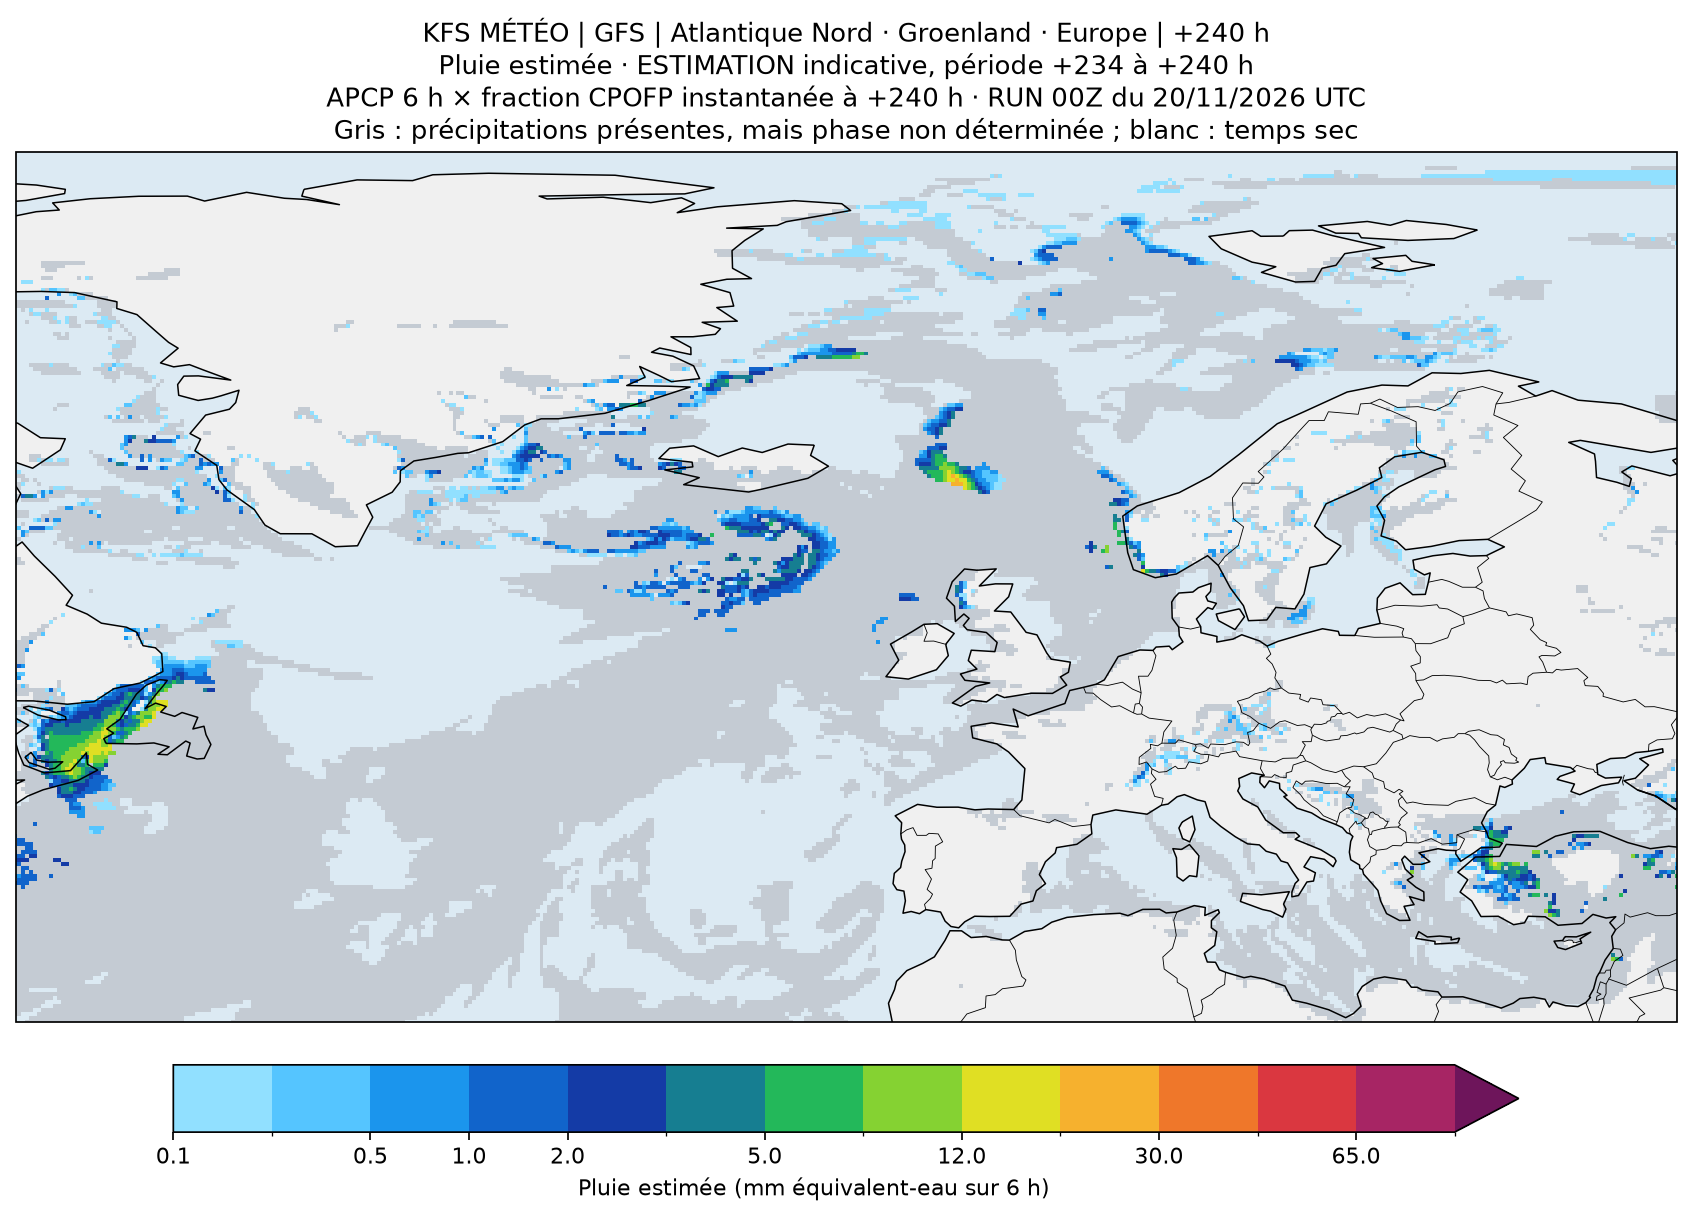 KFS MÉTÉO | GFS | Atlantique Nord · Groenland · Europe | +240 h
Pluie estimée · ESTIMATION indicative, période +234 à +240 h
APCP 6 h × fraction CPOFP instantanée à +240 h · RUN 00Z du 20/11/2026 UTC
Gris : précipitations présentes, mais phase non déterminée ; blanc : temps sec
0.1 0.5 1.0 2.0 5.0 12.0 30.0 65.0
Pluie estimée (mm équivalent-eau sur 6 h)